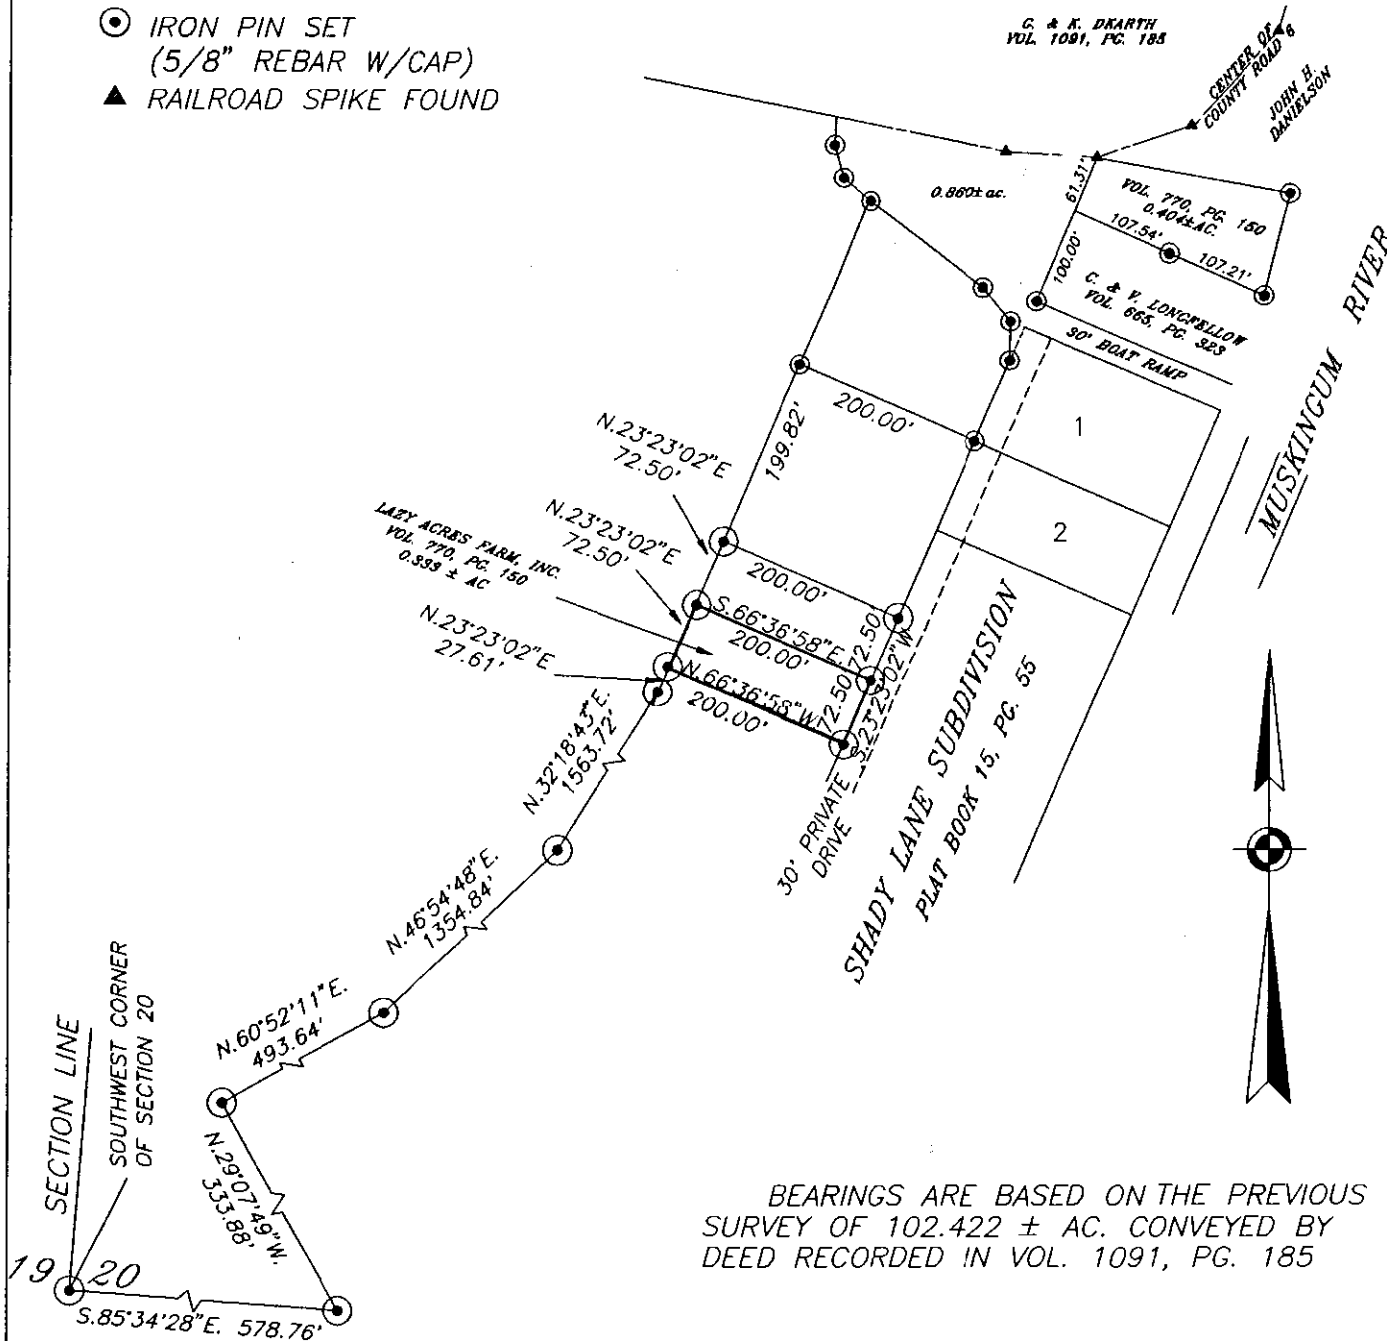 IRON PIN SET
(5/8" REBAR W/CAP)
RAILROAD SPIKE FOUND
G. & K. DKARTH
VOL. 1091, PG. 185
CENTER OF
COUNTY ROAD 6
JOHN H.
DANIELSON
0.860± ac.
61.31'
VOL. 770, PG. 150
0.404± AC.
107.54'
107.21'
100.00'
C. & V. LONGFELLOW
VOL. 665, PG. 323
30' BOAT RAMP
MUSKINGUM RIVER
200.00'
1
199.82'
N.23°23'02"E
72.50'
2
LAZY ACRES FARM, INC.
VOL. 770, PG. 150
0.333 ± AC
N.23°23'02"E
72.50'
200.00'
S.66°36'58"E.
200.00'
72.50
N.23°23'02"E
27.61'
N.66°36'58"W.
200.00'
72.50
S.23°23'02"W
SHADY LANE SUBDIVISION
PLAT BOOK 15, PG. 55
30' PRIVATE
DRIVE
N.32°18'43"E.
1563.72'
N.46°54'48"E.
1354.84'
N.60°52'11"E.
493.64'
SECTION LINE
SOUTHWEST CORNER
OF SECTION 20
N.29°07'49"W.
333.88'
19 20
S.85°34'28"E. 578.76'
BEARINGS ARE BASED ON THE PREVIOUS
SURVEY OF 102.422 ± AC. CONVEYED BY
DEED RECORDED IN VOL. 1091, PG. 185